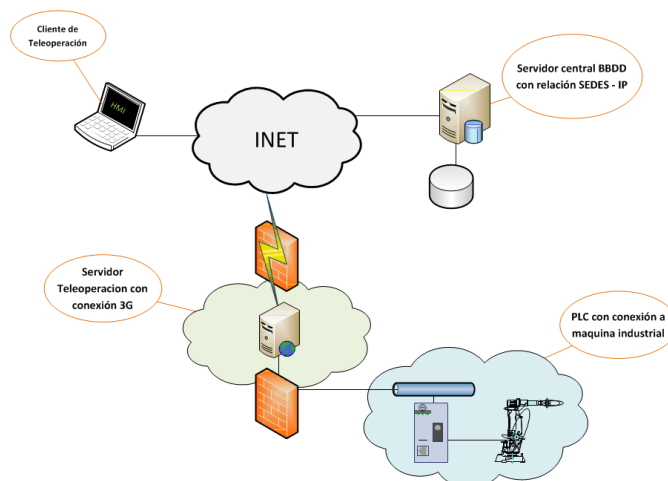 Cliente de
Teleoperación
HMI
INET
Servidor central BBDD
con relación SEDES - IP
Servidor
Teleoperacion con
conexión 3G
PLC con conexión a
maquina industrial